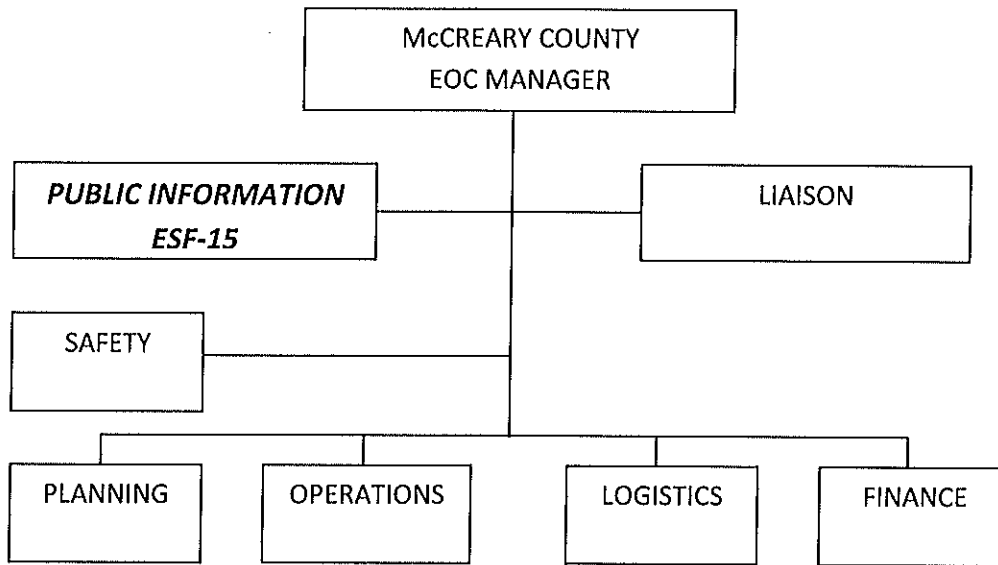 McCREARY COUNTY
EOC MANAGER
PUBLIC INFORMATION
ESF-15
LIAISON
SAFETY
PLANNING
OPERATIONS
LOGISTICS
FINANCE